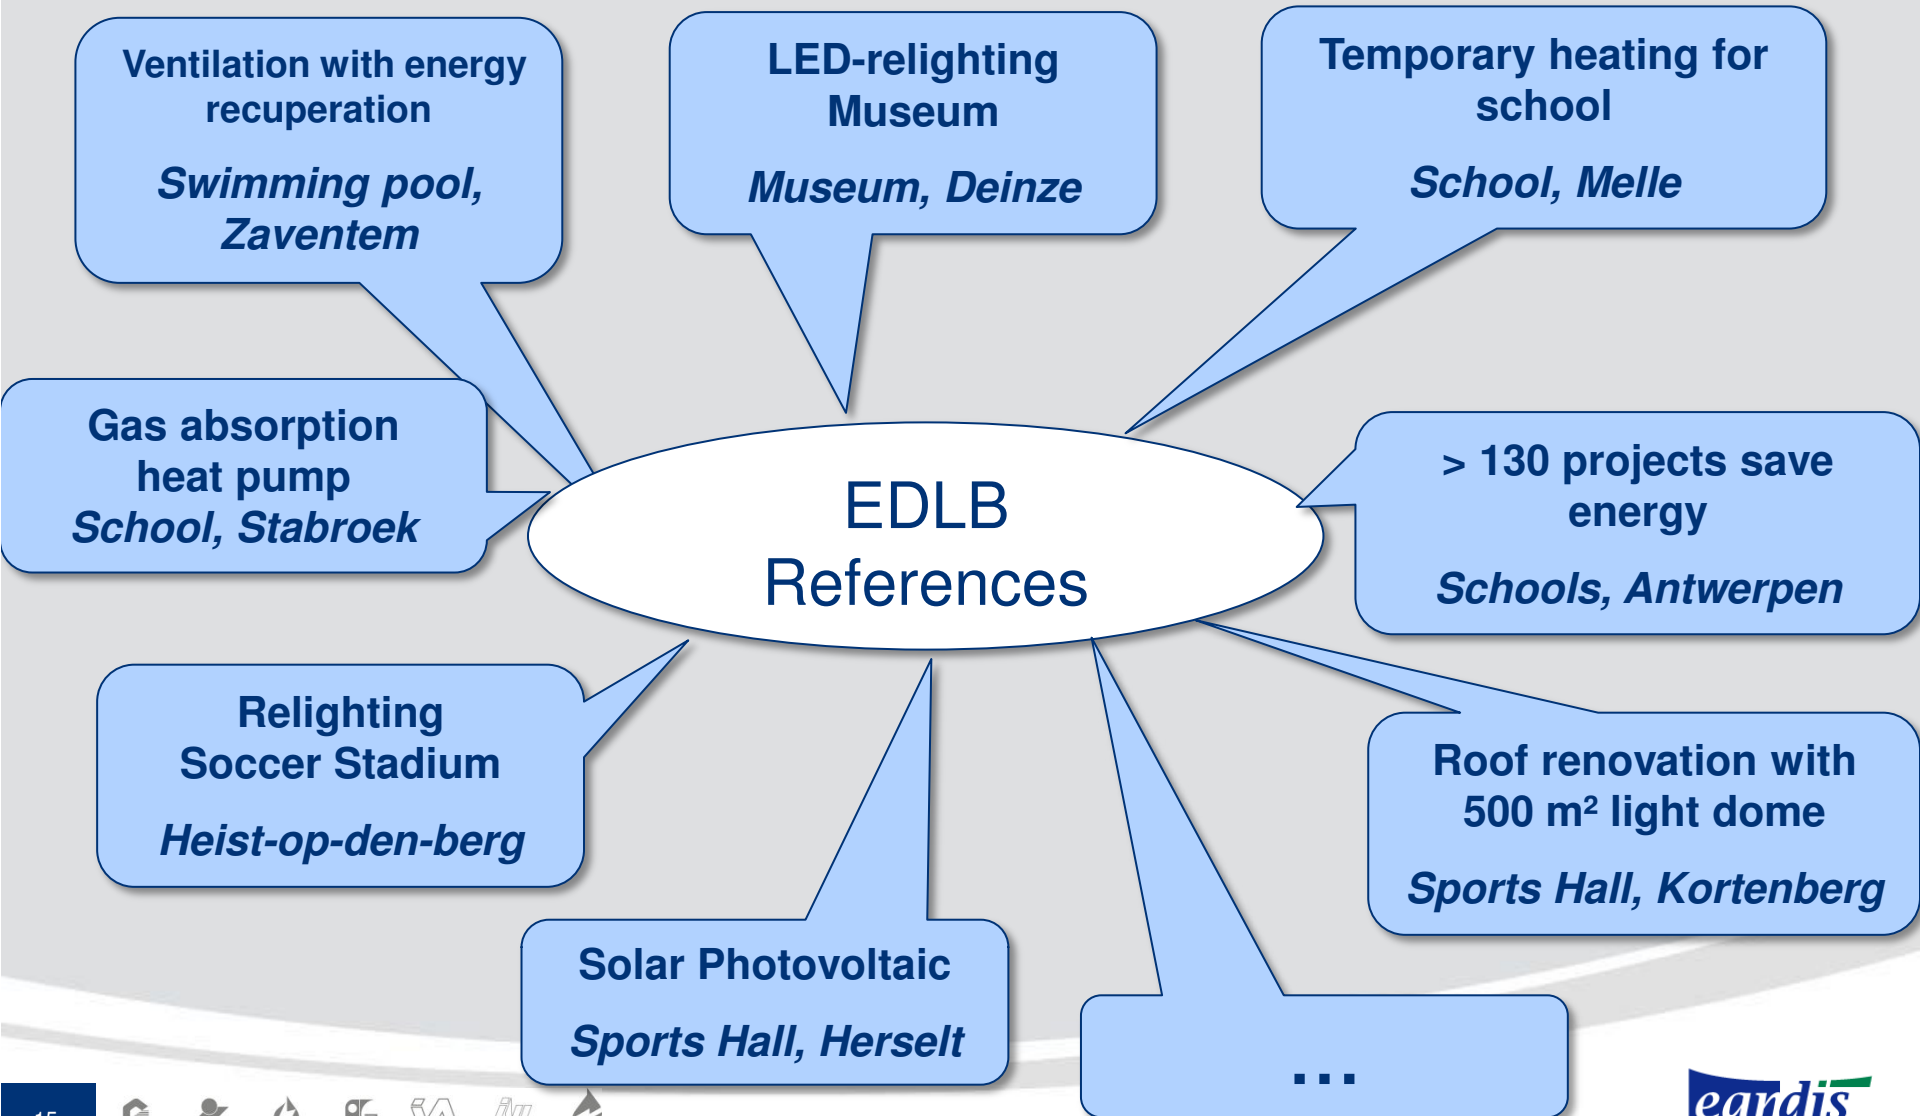 Ventilation with energy
recuperation
Swimming pool,
Zaventem
LED-relighting
Museum
Museum, Deinze
Temporary heating for
school
School, Melle
Gas absorption
heat pump
School, Stabroek
EDLB
References
> 130 projects save
energy
Schools, Antwerpen
Relighting
Soccer Stadium
Heist-op-den-berg
Roof renovation with
500 m² light dome
Sports Hall, Kortenberg
Solar Photovoltaic
Sports Hall, Herselt
...
15
eandis